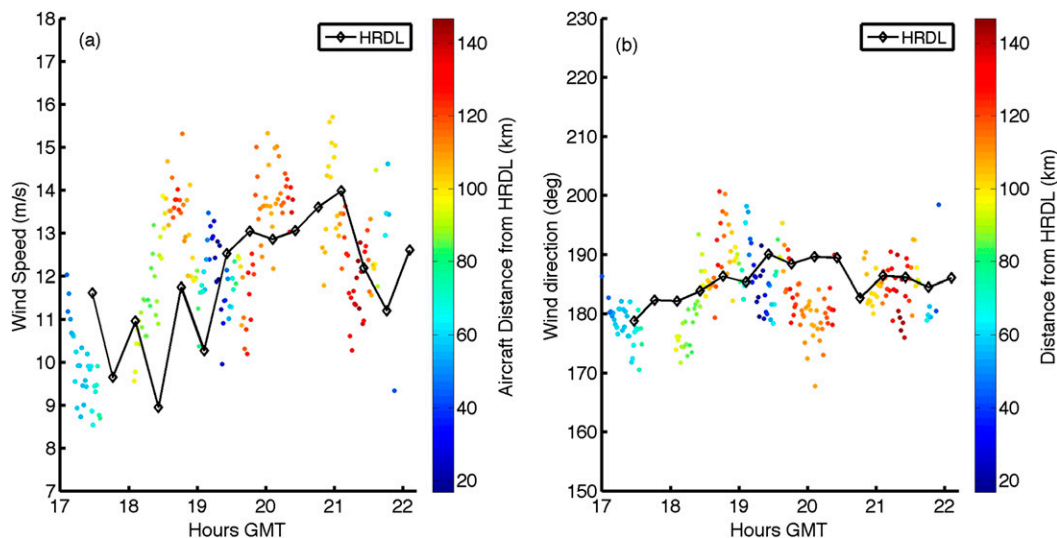 (a)
HRDL
18
17
16
15
14
13
12
11
10
9
8
7
Wind Speed (m/s)
17 18 19 20 21 22
Hours GMT
140
120
100
80
60
40
20
Aircraft Distance from HRDL (km)
(b)
HRDL
230
220
210
200
190
180
170
160
150
Wind direction (deg)
17 18 19 20 21 22
Hours GMT
140
120
100
80
60
40
20
Distance from HRDL (km)